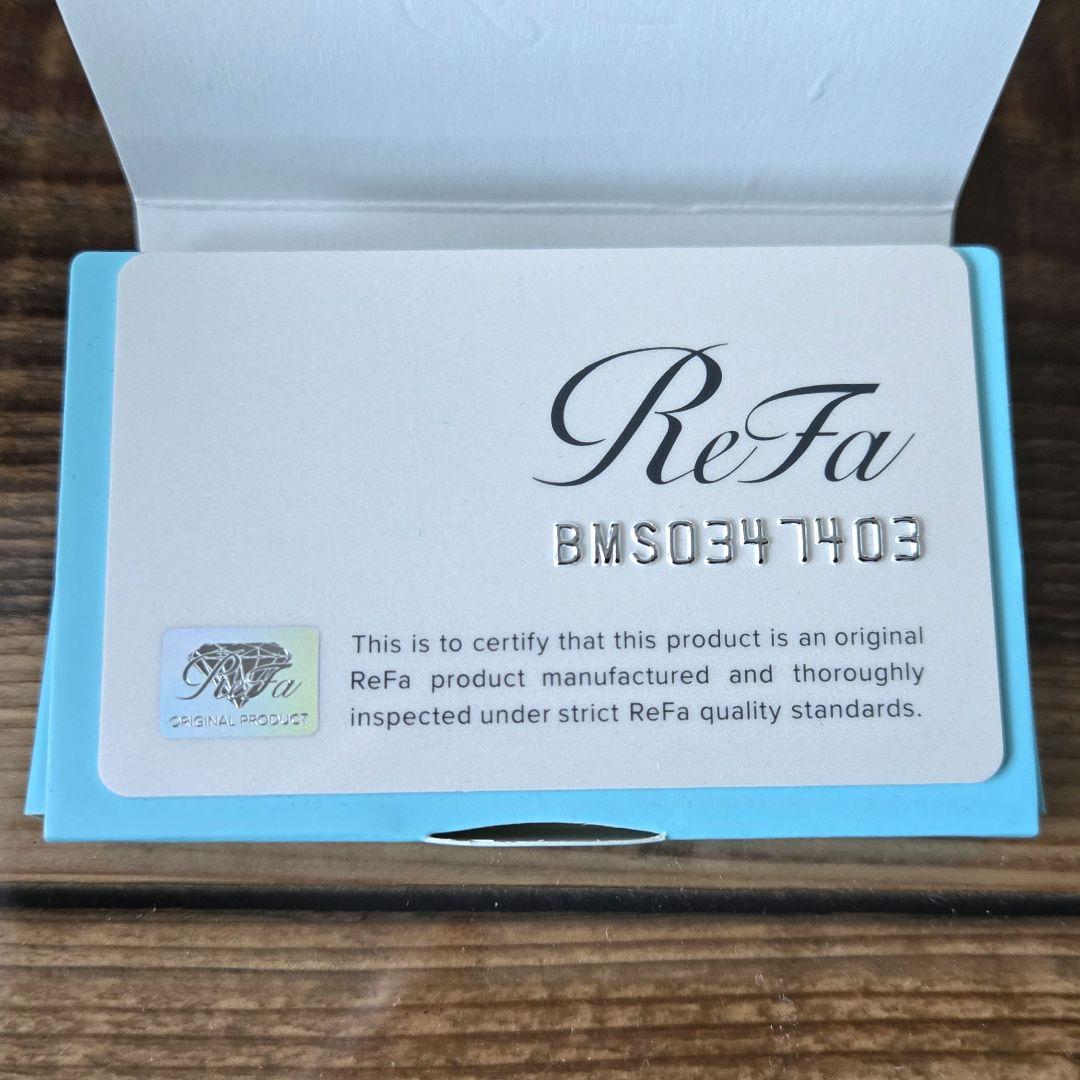 ReFa
BMS0347403
This is to certify that this product is an original
ReFa product manufactured and thoroughly
inspected under strict ReFa quality standards.
ReFa
ORIGINAL PRODUCT